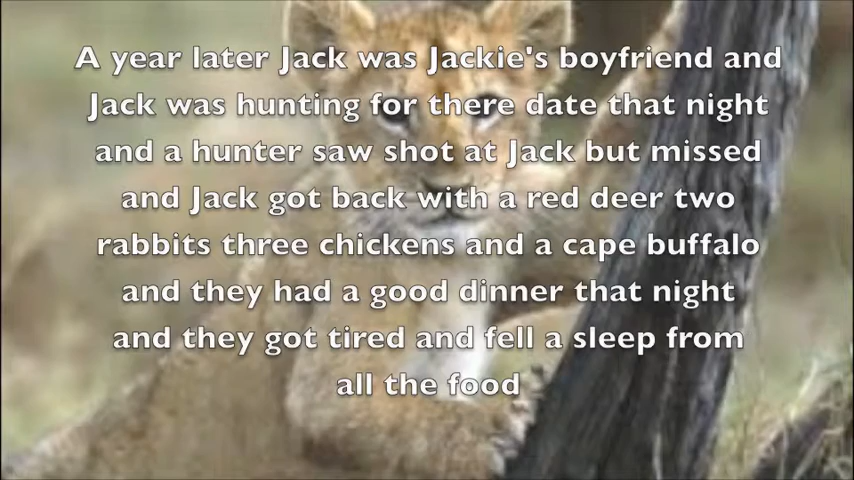 A year later Jack was Jackie's boyfriend and
Jack was hunting for there date that night
and a hunter saw shot at Jack but missed
and Jack got back with a red deer two
rabbits three chickens and a cape buffalo
and they had a good dinner that night
and they got tired and fell a sleep from
all the food